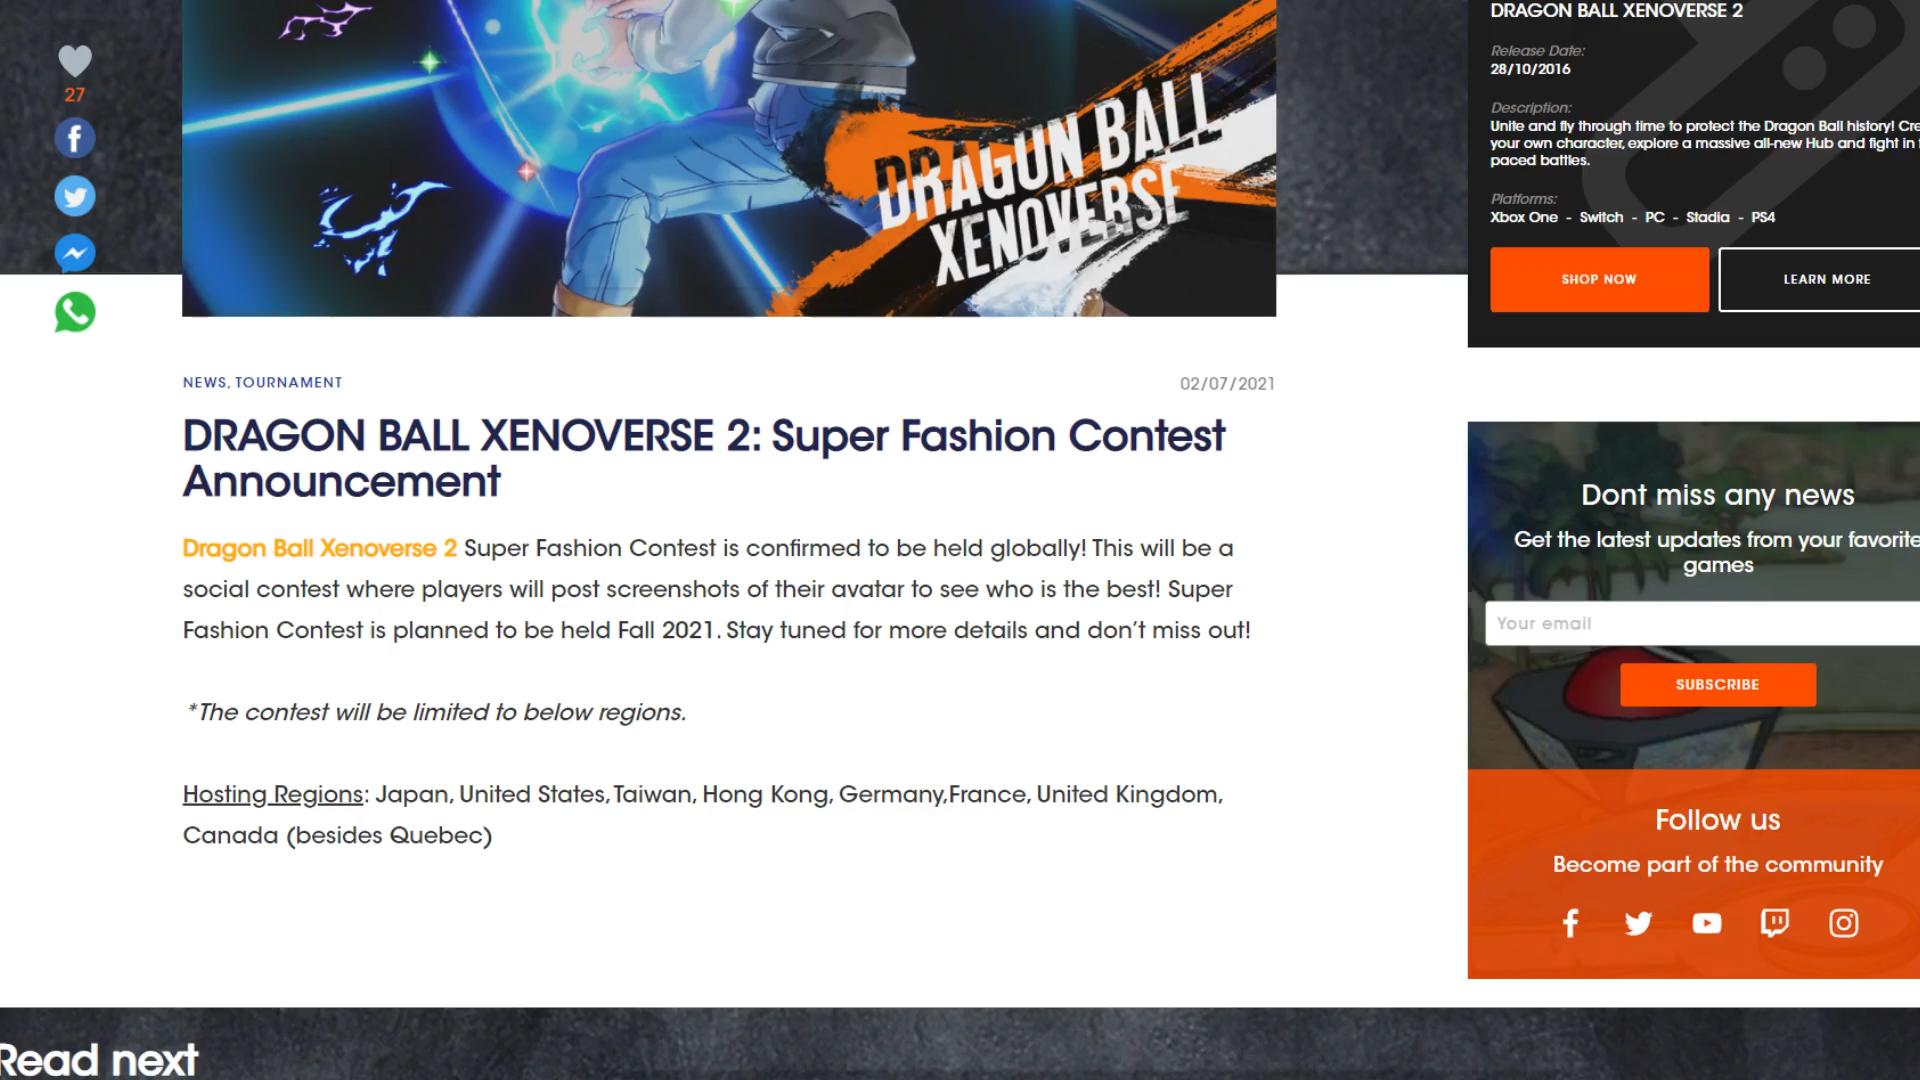 27
DRAGON BALL
XENOVERSE
NEWS, TOURNAMENT
02/07/2021
DRAGON BALL XENOVERSE 2: Super Fashion Contest
Announcement
Dragon Ball Xenoverse 2 Super Fashion Contest is confirmed to be held globally! This will be a
social contest where players will post screenshots of their avatar to see who is the best! Super
Fashion Contest is planned to be held Fall 2021. Stay tuned for more details and don’t miss out!
*The contest will be limited to below regions.
Hosting Regions: Japan, United States, Taiwan, Hong Kong, Germany,France, United Kingdom,
Canada (besides Quebec)
DRAGON BALL XENOVERSE 2
Release Date:
28/10/2016
Description:
Unite and fly through time to protect the Dragon Ball history! Cre
your own character, explore a massive all-new Hub and fight in
paced battles.
Platforms:
Xbox One - Switch - PC - Stadia - PS4
SHOP NOW
LEARN MORE
Dont miss any news
Get the latest updates from your favorite
games
Your email
SUBSCRIBE
Follow us
Become part of the community
Read next